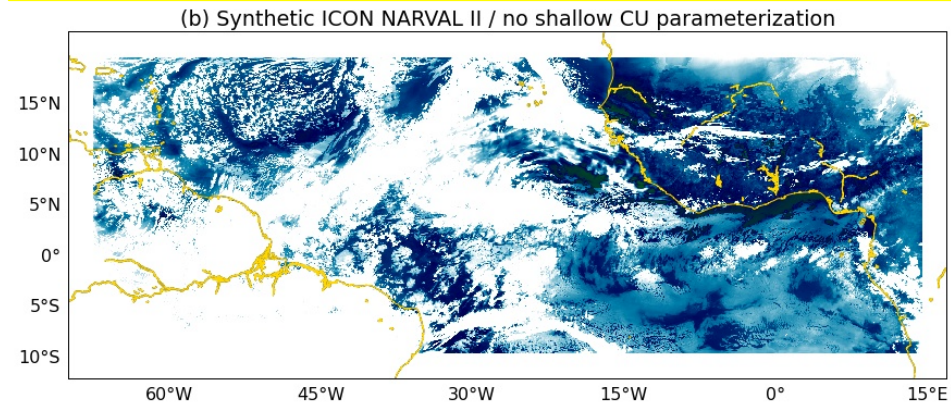 (b) Synthetic ICON NARVAL II / no shallow CU parameterization
15°N
10°N
5°N
0°
5°S
10°S
60°W 45°W 30°W 15°W 0° 15°E